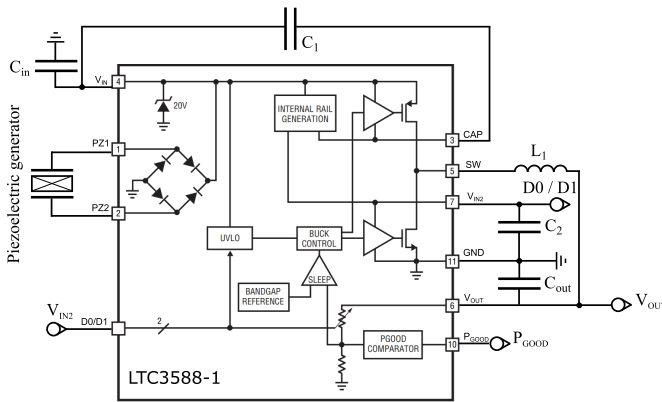 C1
Cin
VIN
4
20V
INTERNAL RAIL
GENERATION
3
CAP
PZ1
1
5
SW
L1
D0 / D1
7
VIN2
C2
Piezoelectric generator
PZ2
2
UVLO
BUCK
CONTROL
GND
11
SLEEP
BANDGAP
REFERENCE
Cout
VOUT
6
VIN2
D0/D1
2
VOU
PGOOD
COMPARATOR
10
PGOOD
PGOOD
LTC3588-1